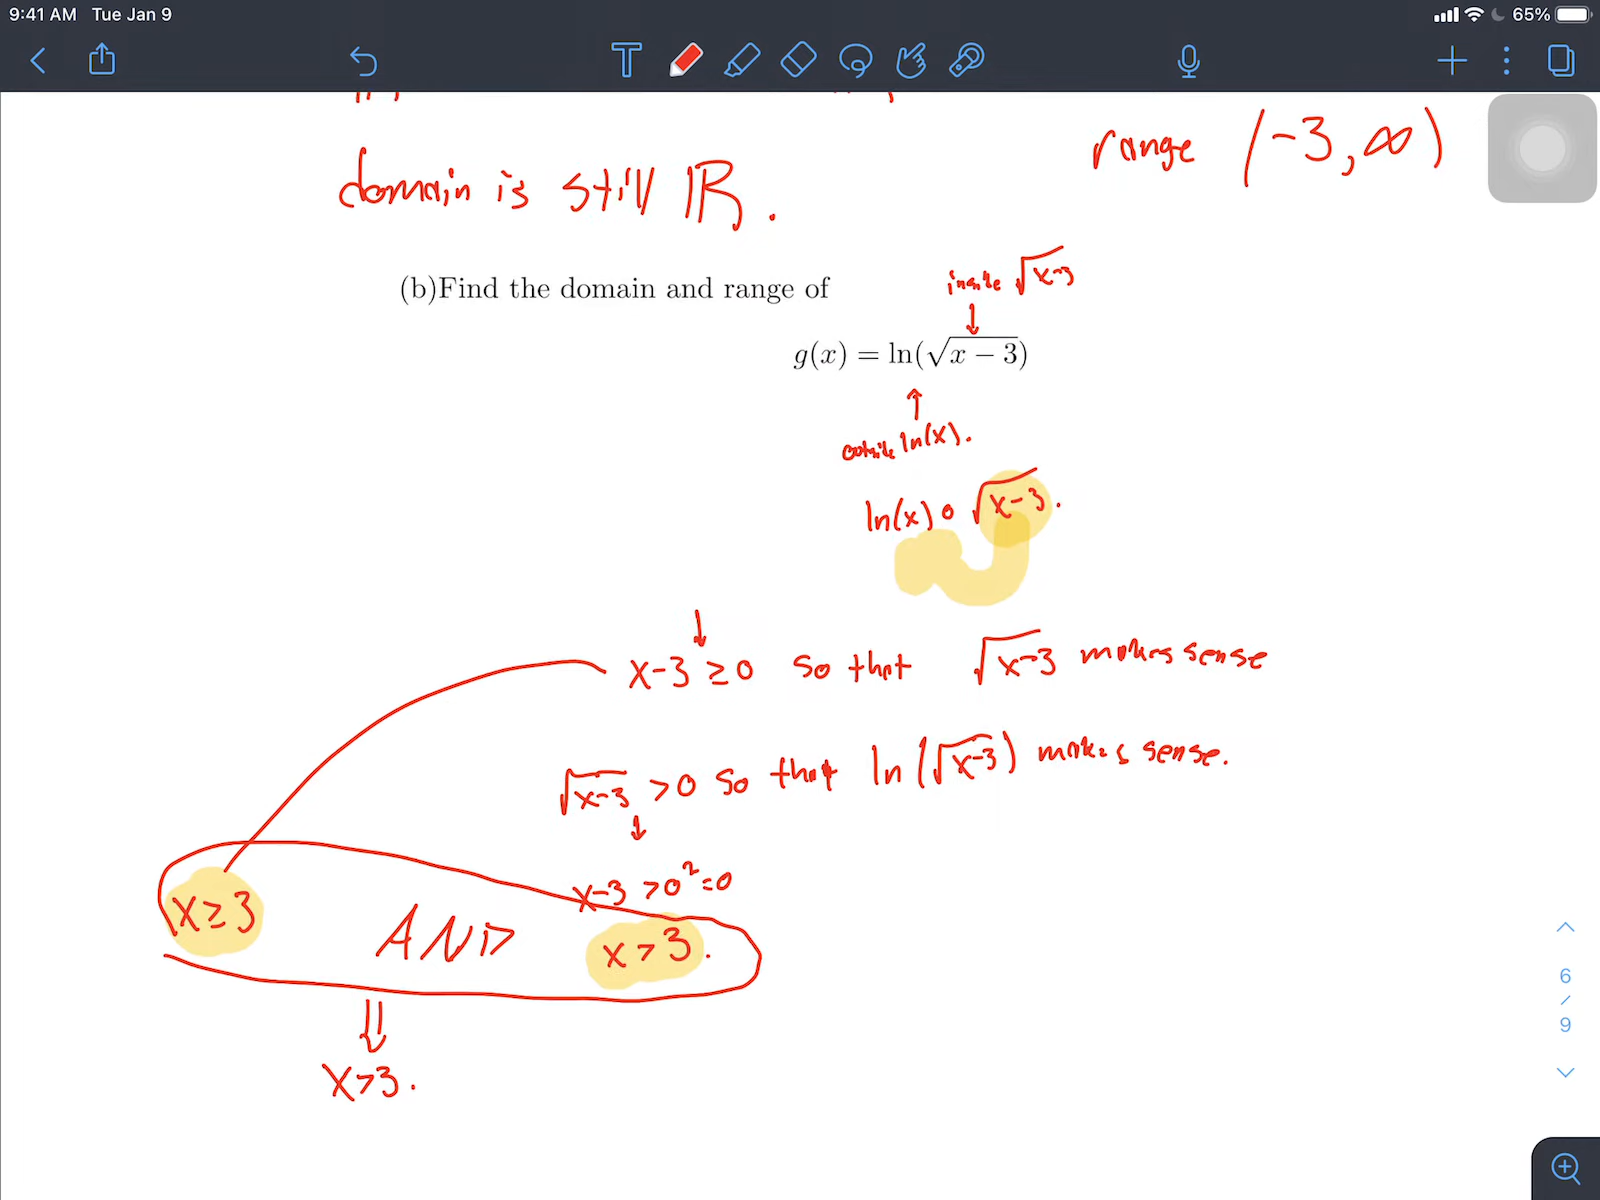 9:41 AM Tue Jan 9
65%
range (-3, ∞)
domain is still ℝ.
(b)Find the domain and range of
inside √x-3
g(x) = ln(√x − 3)
outside ln(x).
ln(x) ∘ √x-3.
x-3 ≥ 0 so that √x-3 makes sense
√x-3 > 0 so that ln(√x-3) makes sense.
x-3 > 0² = 0
x ≥ 3 AND x > 3.
x > 3.
6
/
9